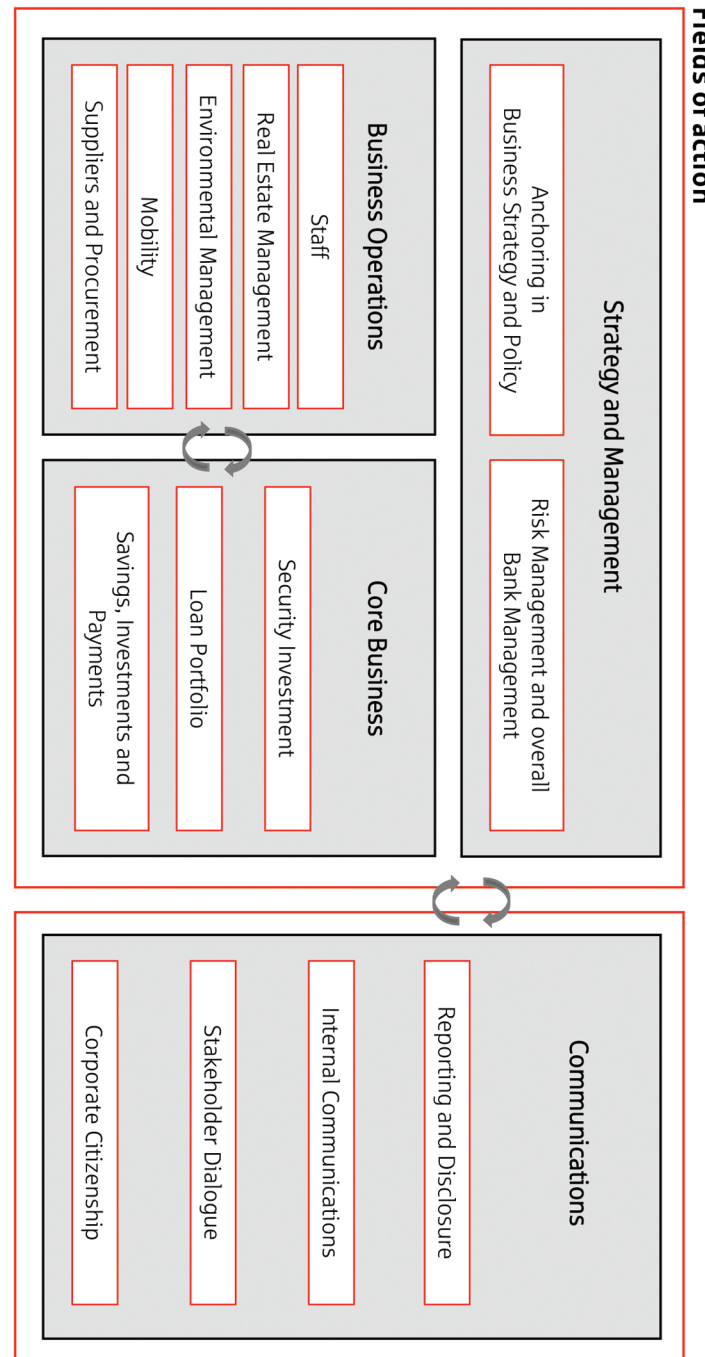 Fields of action
Strategy and Management
Anchoring in
Business Strategy and Policy
Risk Management and overall
Bank Management
Business Operations
Staff
Real Estate Management
Environmental Management
Mobility
Suppliers and Procurement
Core Business
Security Investment
Loan Portfolio
Savings, Investments and
Payments
Communications
Reporting and Disclosure
Internal Communications
Stakeholder Dialogue
Corporate Citizenship